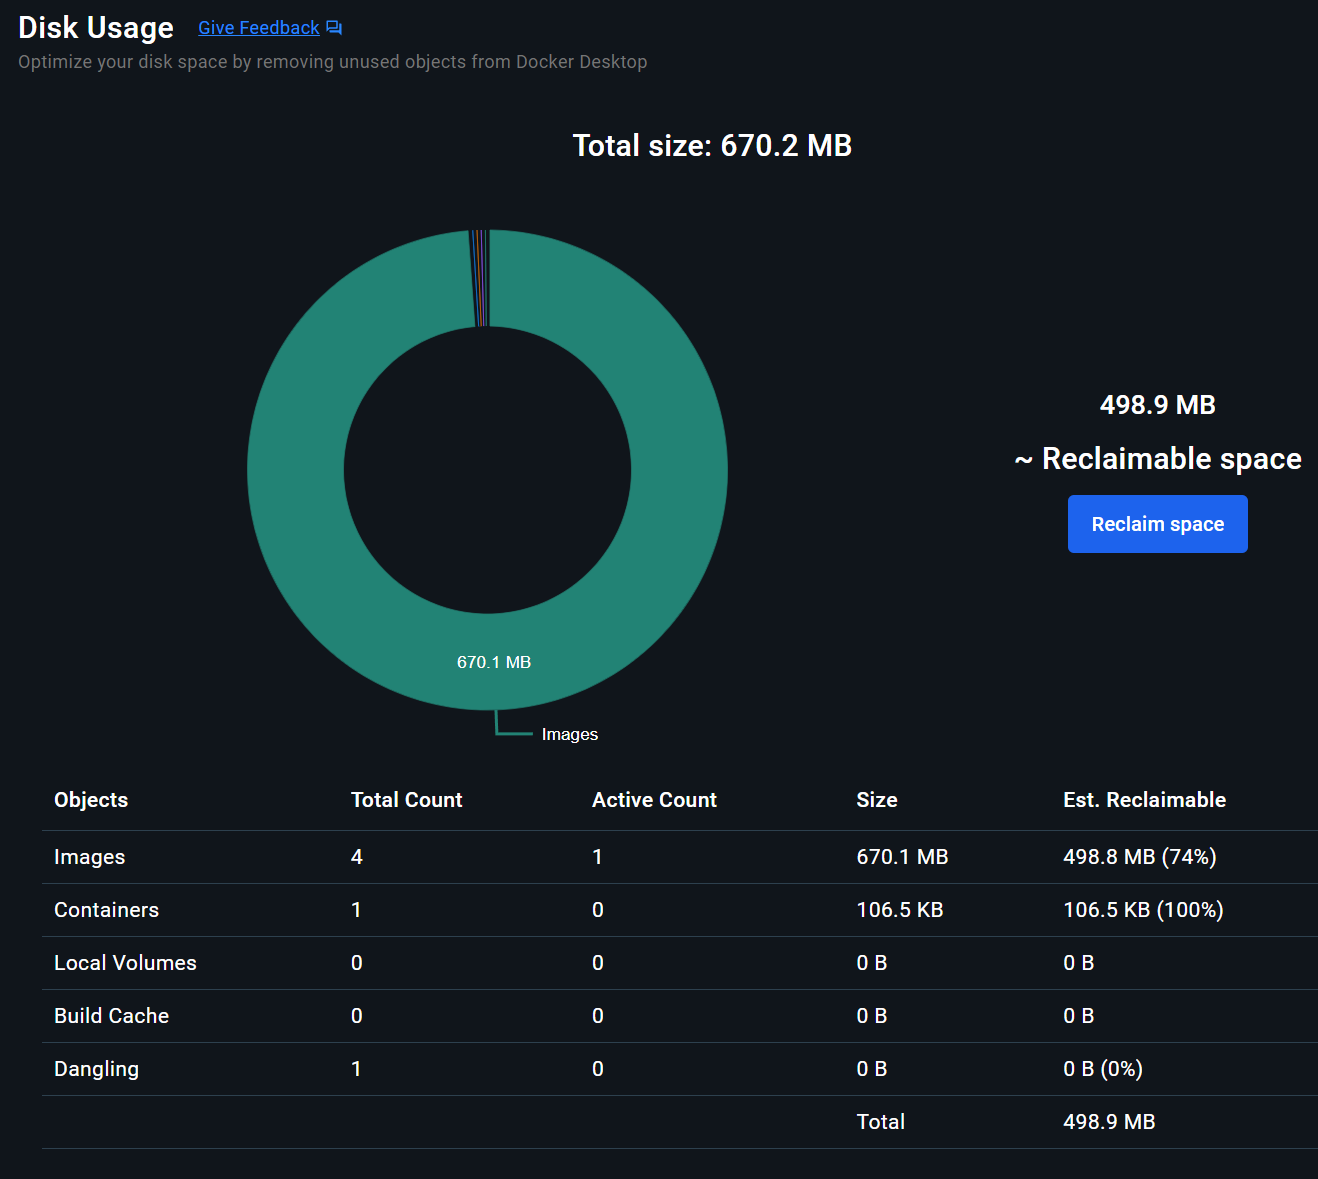 Disk Usage Give Feedback
Optimize your disk space by removing unused objects from Docker Desktop
Total size: 670.2 MB
498.9 MB
~ Reclaimable space
Reclaim space
670.1 MB
Images
Objects Total Count Active Count Size Est. Reclaimable
Images 4 1 670.1 MB 498.8 MB (74%)
Containers 1 0 106.5 KB 106.5 KB (100%)
Local Volumes 0 0 0 B 0 B
Build Cache 0 0 0 B 0 B
Dangling 1 0 0 B 0 B (0%)
Total 498.9 MB